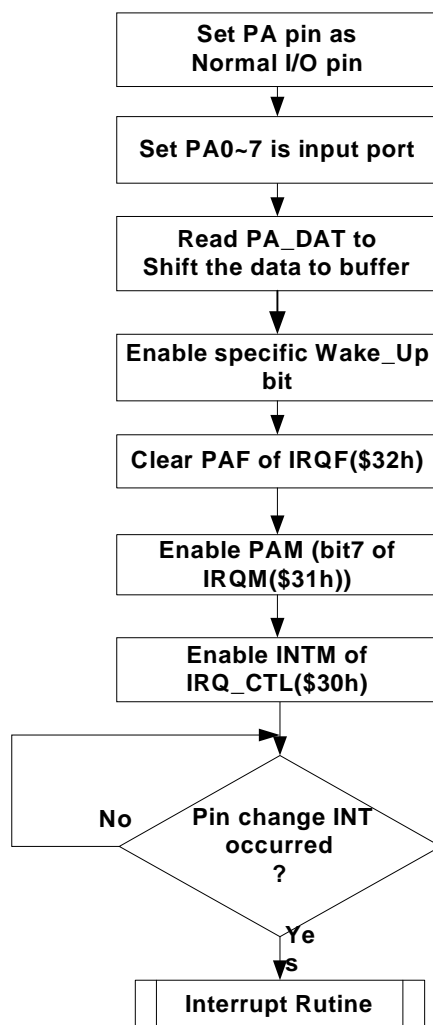 Set PA pin as
Normal I/O pin
Set PA0~7 is input port
Read PA_DAT to
Shift the data to buffer
Enable specific Wake_Up
bit
Clear PAF of IRQF($32h)
Enable PAM (bit7 of
IRQM($31h))
Enable INTM of
IRQ_CTL($30h)
No
Pin change INT
occurred
?
Ye
s
Interrupt Rutine